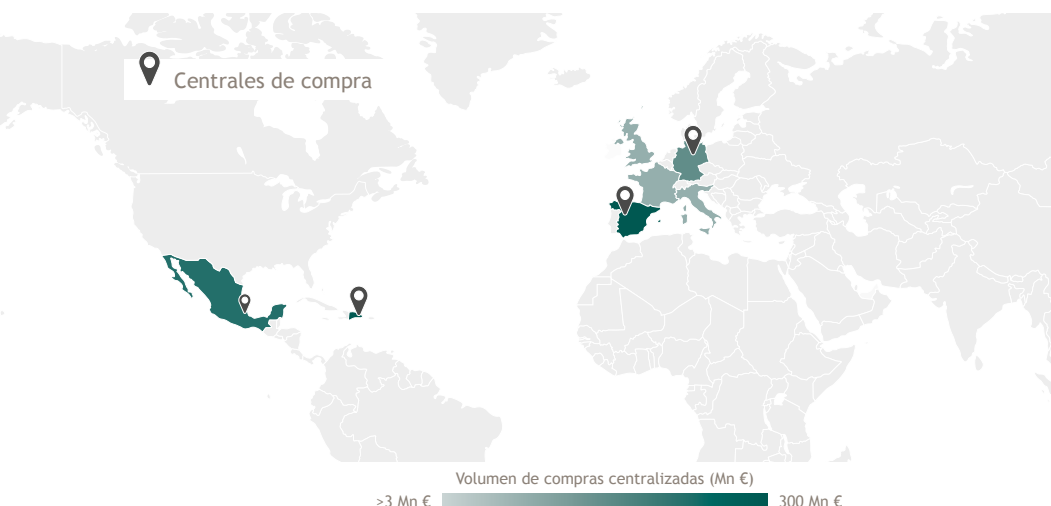 Centrales de compra
Volumen de compras centralizadas (Mn €)
>3 Mn €
300 Mn €